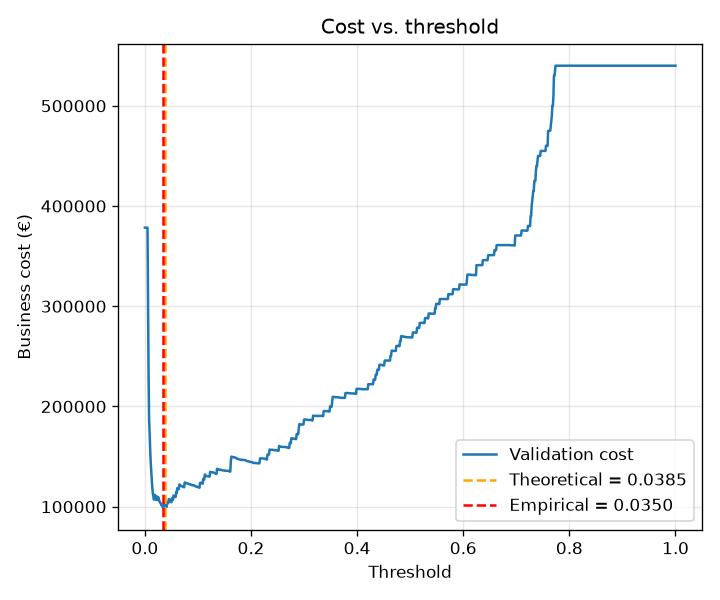 Cost vs. threshold
Business cost (€)
500000
400000
300000
200000
100000
0.0 0.2 0.4 0.6 0.8 1.0
Threshold
Validation cost
Theoretical = 0.0385
Empirical = 0.0350